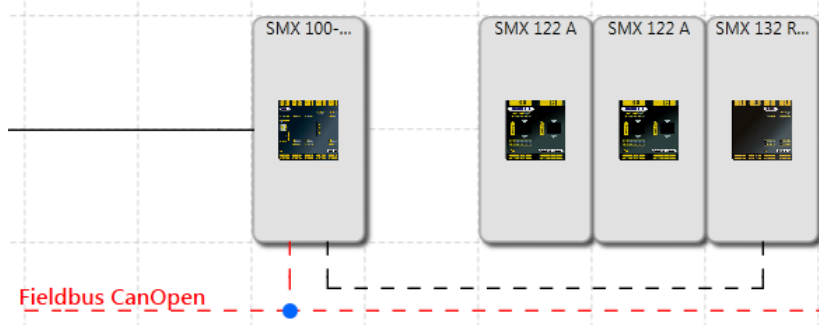 SMX 100-...
SMX 122 A
SMX 122 A
SMX 132 R...
Fieldbus CanOpen